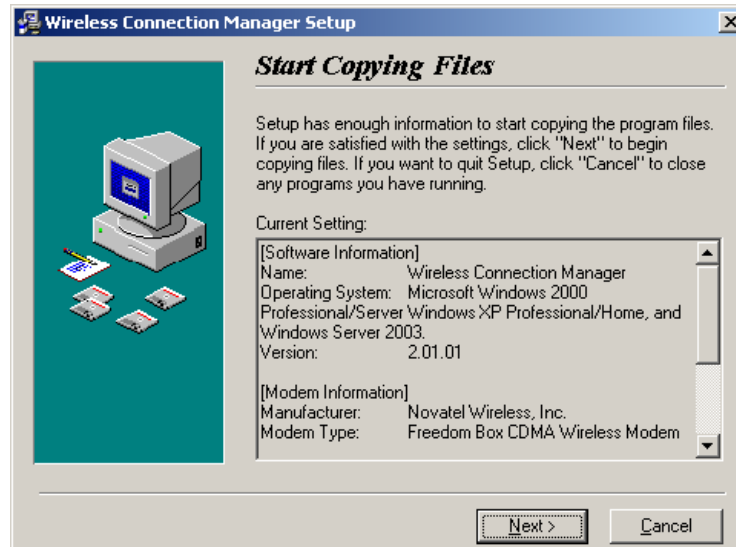 Wireless Connection Manager Setup
Start Copying Files
Setup has enough information to start copying the program files.
If you are satisfied with the settings, click "Next" to begin
copying files. If you want to quit Setup, click "Cancel" to close
any programs you have running.
Current Setting:
[Software Information]
Name: Wireless Connection Manager
Operating System: Microsoft Windows 2000
Professional/Server Windows XP Professional/Home, and
Windows Server 2003.
Version: 2.01.01
[Modem Information]
Manufacturer: Novatel Wireless, Inc.
Modem Type: Freedom Box CDMA Wireless Modem
Next >
Cancel